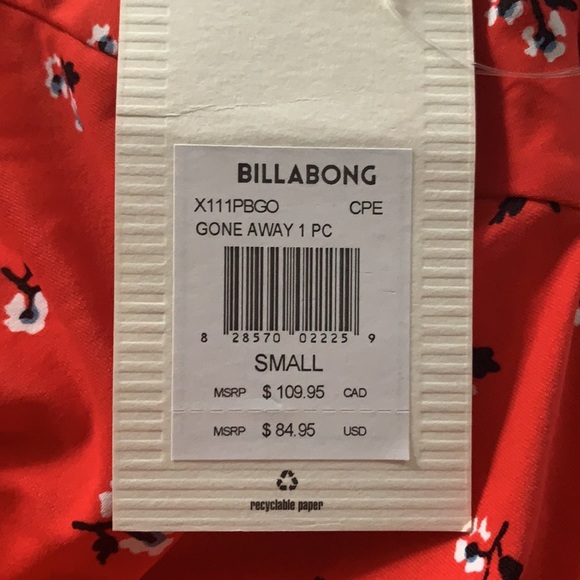 BILLABONG
X111PBGO CPE
GONE AWAY 1 PC
8 28570 02225 9
SMALL
MSRP $ 109.95 CAD
MSRP $ 84.95 USD
recyclable paper